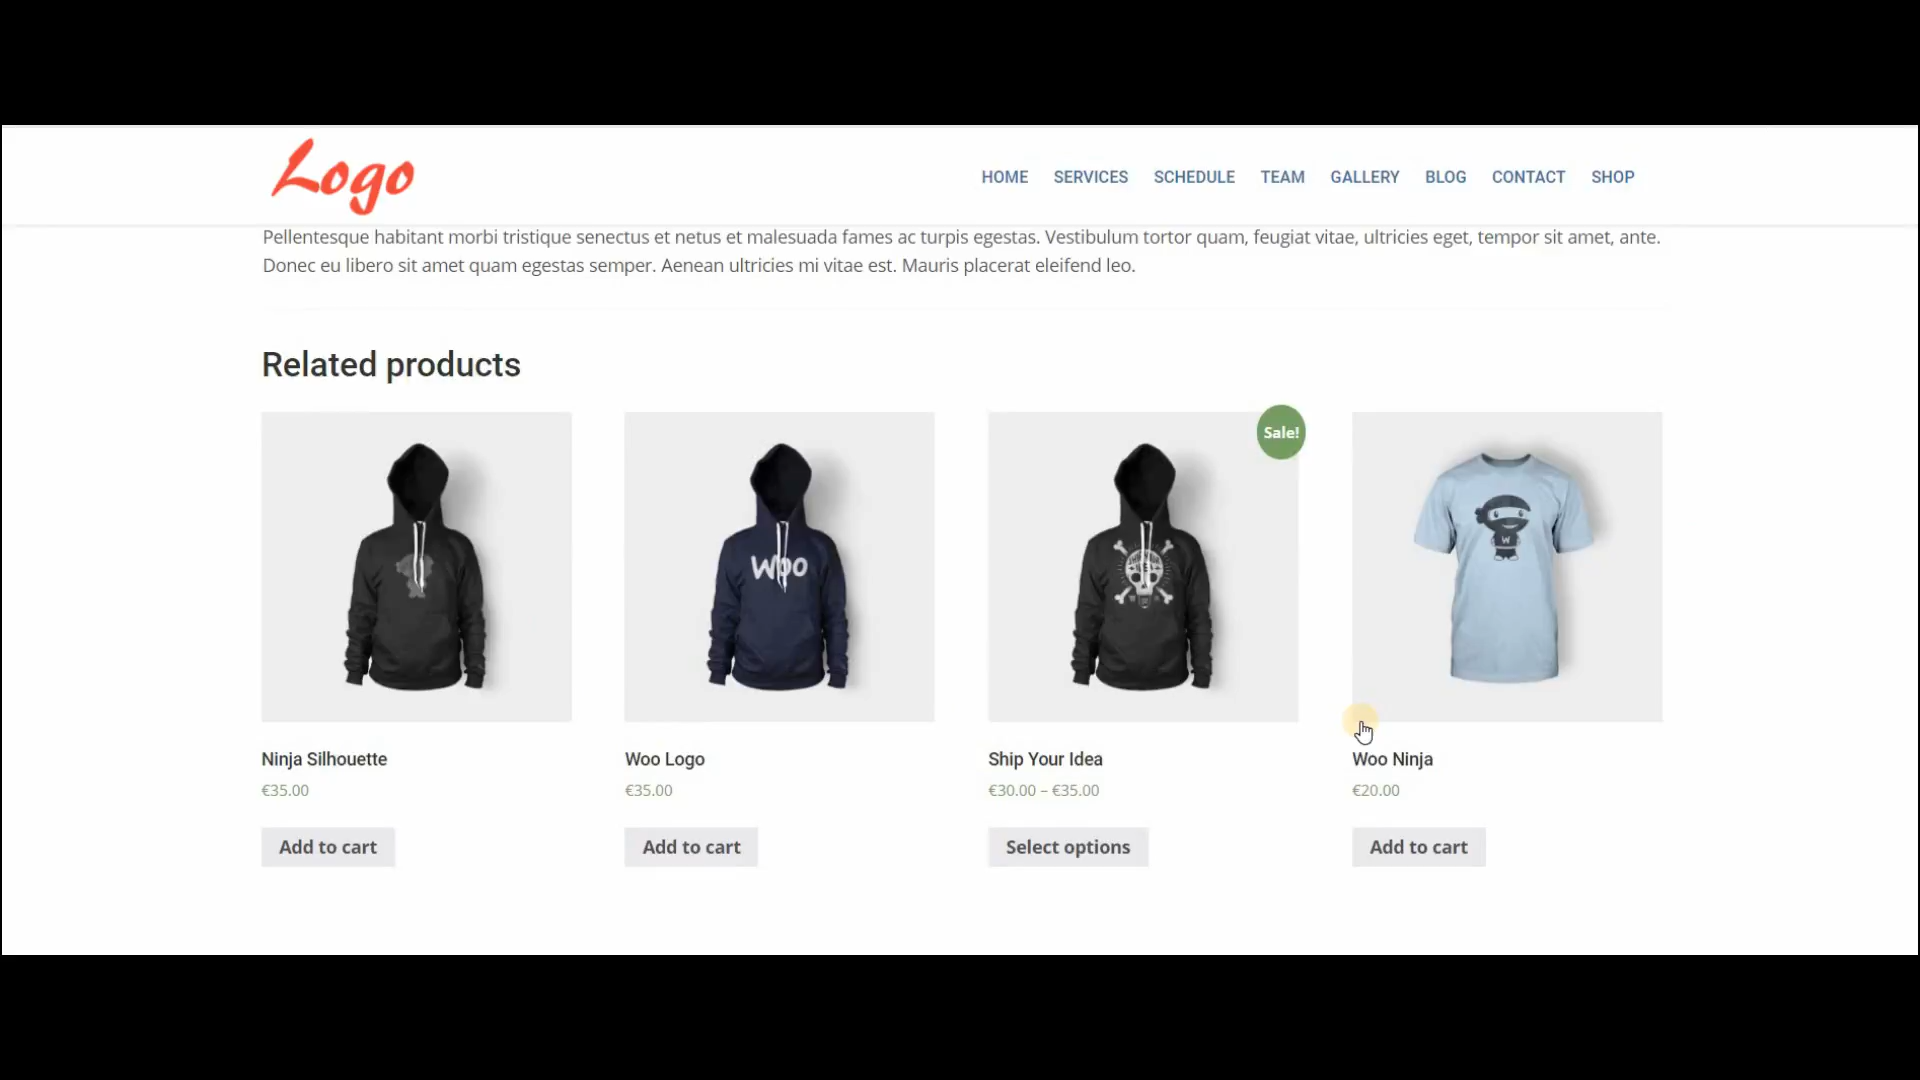 Logo
HOME SERVICES SCHEDULE TEAM GALLERY BLOG CONTACT SHOP
Pellentesque habitant morbi tristique senectus et netus et malesuada fames ac turpis egestas. Vestibulum tortor quam, feugiat vitae, ultricies eget, tempor sit amet, ante.
Donec eu libero sit amet quam egestas semper. Aenean ultricies mi vitae est. Mauris placerat eleifend leo.
Related products
Sale!
Woo
W
Ninja Silhouette
€35.00
Add to cart
Woo Logo
€35.00
Add to cart
Ship Your Idea
€30.00 – €35.00
Select options
Woo Ninja
€20.00
Add to cart